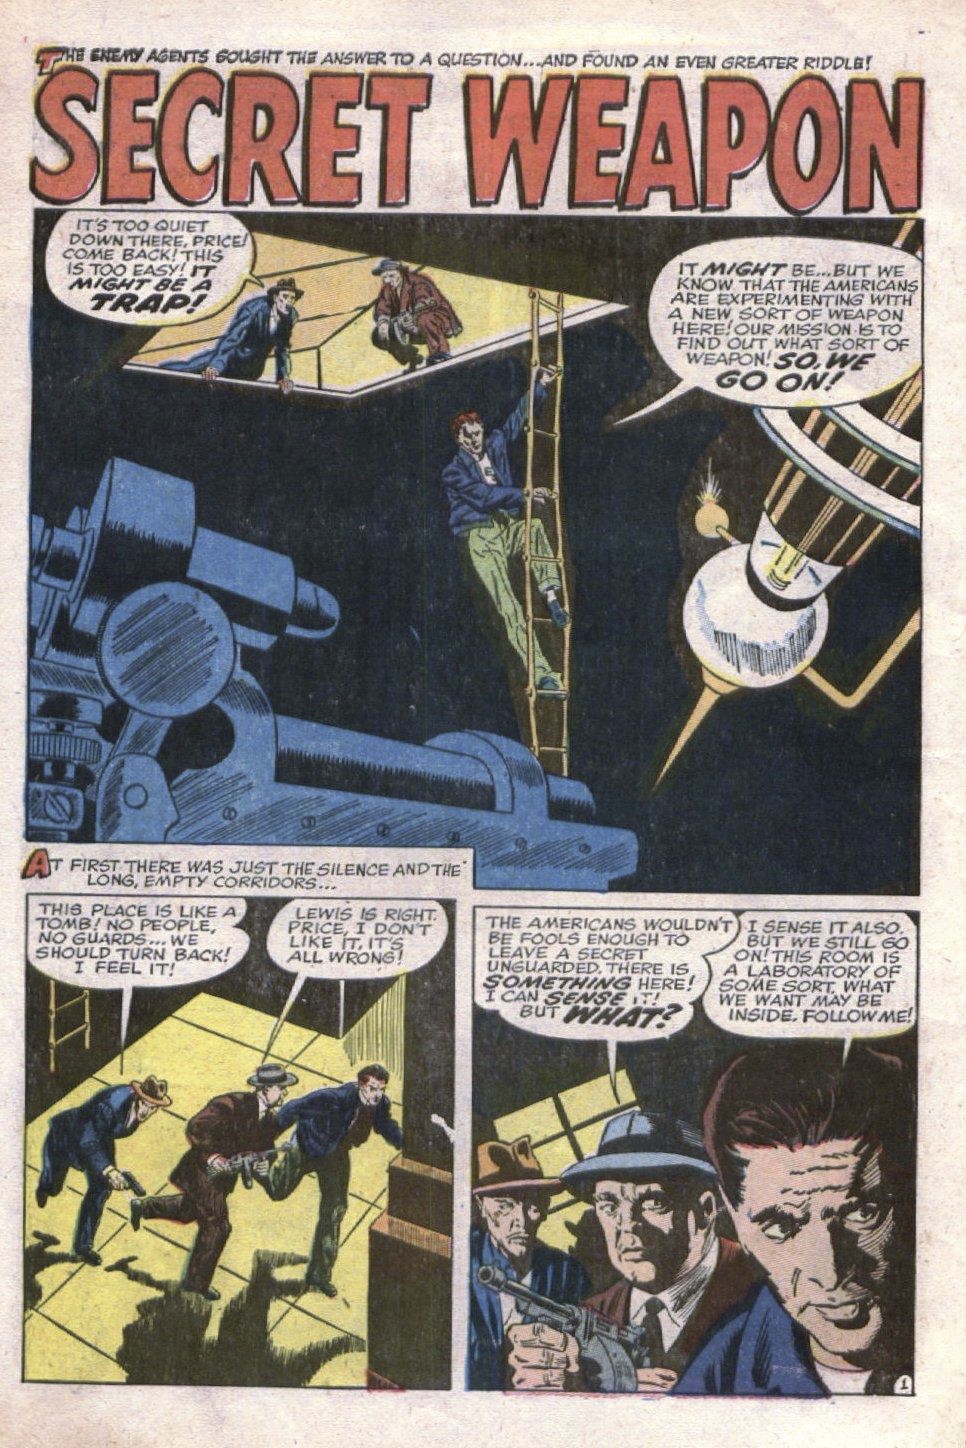 THE ENEMY AGENTS SOUGHT THE ANSWER TO A QUESTION...AND FOUND AN EVEN GREATER RIDDLE!
SECRET WEAPON
IT'S TOO QUIET
DOWN THERE, PRICE!
COME BACK! THIS
IS TOO EASY! IT
MIGHT BE A
TRAP!
IT MIGHT BE...BUT WE
KNOW THAT THE AMERICANS
ARE EXPERIMENTING WITH
A NEW SORT OF WEAPON
HERE! OUR MISSION IS TO
FIND OUT WHAT SORT OF
WEAPON! SO, WE
GO ON!
AT FIRST THERE WAS JUST THE SILENCE AND THE
LONG, EMPTY CORRIDORS...
THIS PLACE IS LIKE A
TOMB! NO PEOPLE,
NO GUARDS...WE
SHOULD TURN BACK!
I FEEL IT!
LEWIS IS RIGHT.
PRICE, I DON'T
LIKE IT, IT'S
ALL WRONG!
THE AMERICANS WOULDN'T
BE FOOLS ENOUGH TO
LEAVE A SECRET
UNGUARDED. THERE IS
SOMETHING HERE!
I CAN SENSE IT!
BUT WHAT?
I SENSE IT ALSO.
BUT WE STILL GO
ON! THIS ROOM IS
A LABORATORY OF
SOME SORT. WHAT
WE WANT MAY BE
INSIDE. FOLLOW ME!
1